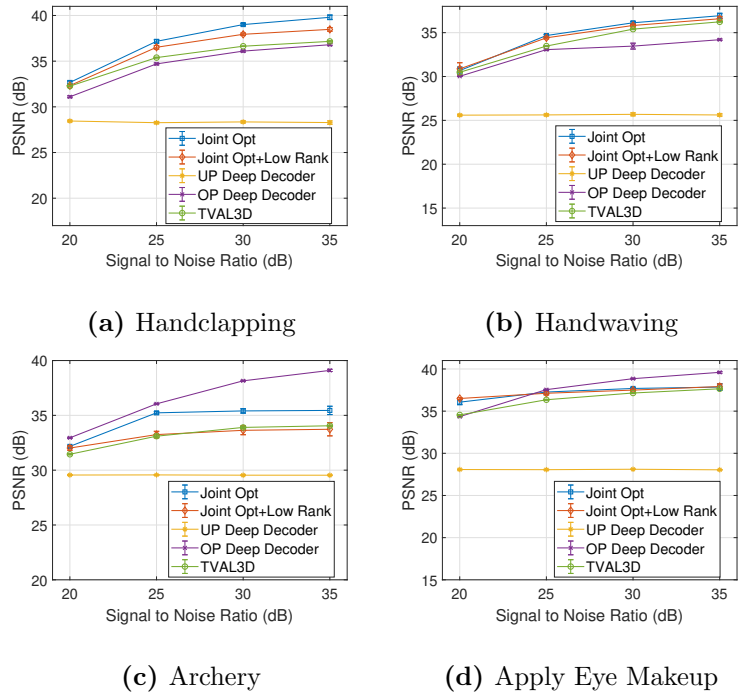 40
35
30
25
20
PSNR (dB)
Joint Opt
Joint Opt+Low Rank
UP Deep Decoder
OP Deep Decoder
TVAL3D
20 25 30 35
Signal to Noise Ratio (dB)
(a) Handclapping
35
30
25
20
15
PSNR (dB)
Joint Opt
Joint Opt+Low Rank
UP Deep Decoder
OP Deep Decoder
TVAL3D
20 25 30 35
Signal to Noise Ratio (dB)
(b) Handwaving
40
35
30
25
20
PSNR (dB)
Joint Opt
Joint Opt+Low Rank
UP Deep Decoder
OP Deep Decoder
TVAL3D
20 25 30 35
Signal to Noise Ratio (dB)
(c) Archery
40
35
30
25
20
15
PSNR (dB)
Joint Opt
Joint Opt+Low Rank
UP Deep Decoder
OP Deep Decoder
TVAL3D
20 25 30 35
Signal to Noise Ratio (dB)
(d) Apply Eye Makeup